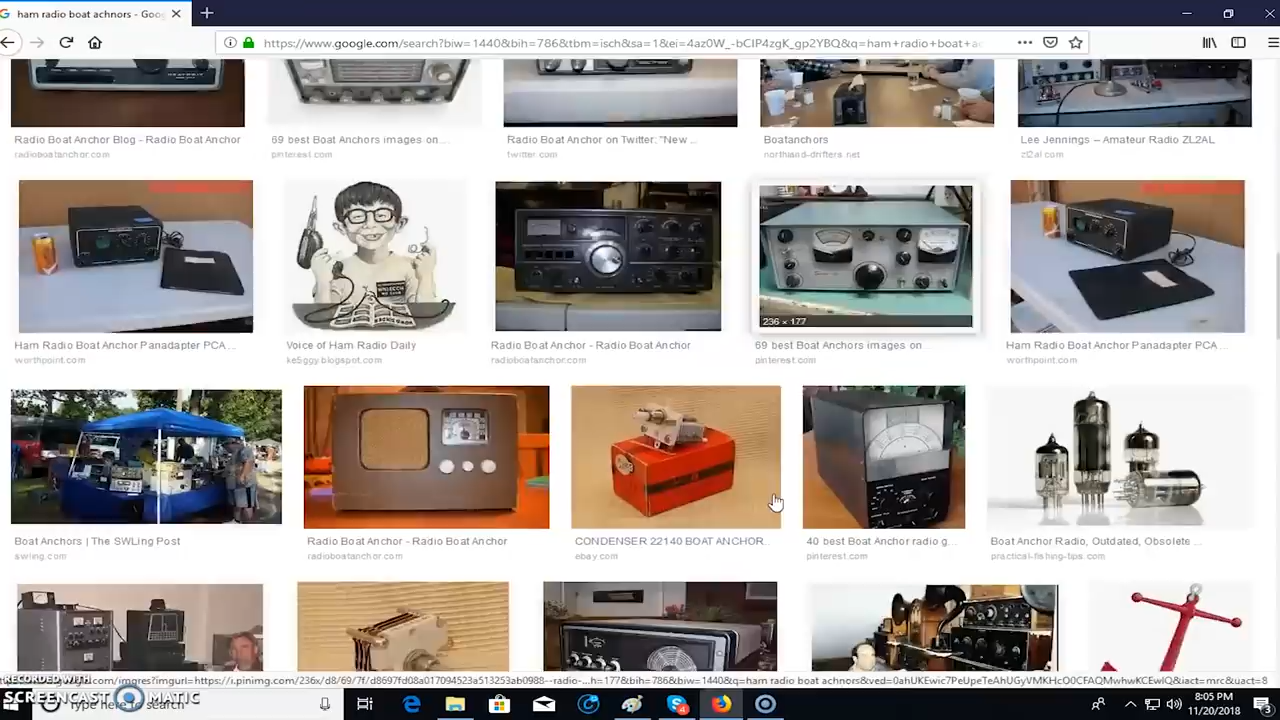 ham radio boat achnors - Goog
https://www.google.com/search?biw=1440&bih=786&tbm=isch&sa=1&ei=4az0W_-bCIP4zgK_gp2YBQ&q=ham+radio+boat+ac
Radio Boat Anchor Blog - Radio Boat Anchor
radioboatanchor.com
69 best Boat Anchors images on...
pinterest.com
Radio Boat Anchor on Twitter: "New ...
twitter.com
Boatanchors
northland-drifters.net
Lee Jennings – Amateur Radio ZL2AL
zl2al.com
236 × 177
Ham Radio Boat Anchor Panadapter PCA ...
worthpoint.com
Voice of Ham Radio Daily
ke5ggy.blogspot.com
Radio Boat Anchor - Radio Boat Anchor
radioboatanchor.com
69 best Boat Anchors images on ...
pinterest.com
Ham Radio Boat Anchor Panadapter PCA ...
worthpoint.com
Boat Anchors | The SWLing Post
swling.com
Radio Boat Anchor - Radio Boat Anchor
radioboatanchor.com
CONDENSER 22140 BOAT ANCHOR...
ebay.com
40 best Boat Anchor radio g...
pinterest.com
Boat Anchor Radio, Outdated, Obsolete ...
practical-fishing-tips.com
RECORDED WITH
SCREENCAST MATIC
Type here to search
8:05 PM
11/20/2018